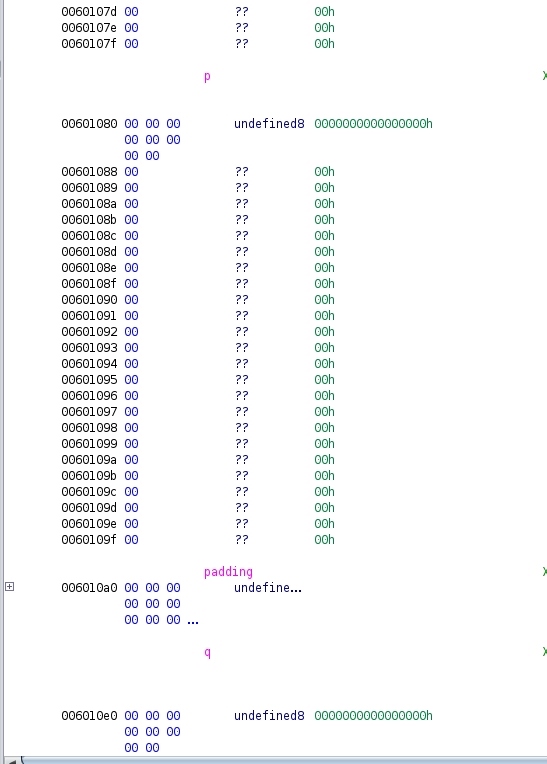 0060107d 00 ?? 00h
0060107e 00 ?? 00h
0060107f 00 ?? 00h
p X
00601080 00 00 00 undefined8 0000000000000000h
00 00 00
00 00
00601088 00 ?? 00h
00601089 00 ?? 00h
0060108a 00 ?? 00h
0060108b 00 ?? 00h
0060108c 00 ?? 00h
0060108d 00 ?? 00h
0060108e 00 ?? 00h
0060108f 00 ?? 00h
00601090 00 ?? 00h
00601091 00 ?? 00h
00601092 00 ?? 00h
00601093 00 ?? 00h
00601094 00 ?? 00h
00601095 00 ?? 00h
00601096 00 ?? 00h
00601097 00 ?? 00h
00601098 00 ?? 00h
00601099 00 ?? 00h
0060109a 00 ?? 00h
0060109b 00 ?? 00h
0060109c 00 ?? 00h
0060109d 00 ?? 00h
0060109e 00 ?? 00h
0060109f 00 ?? 00h
padding X
006010a0 00 00 00 undefine...
00 00 00
00 00 00 ...
q X
006010e0 00 00 00 undefined8 0000000000000000h
00 00 00
00 00